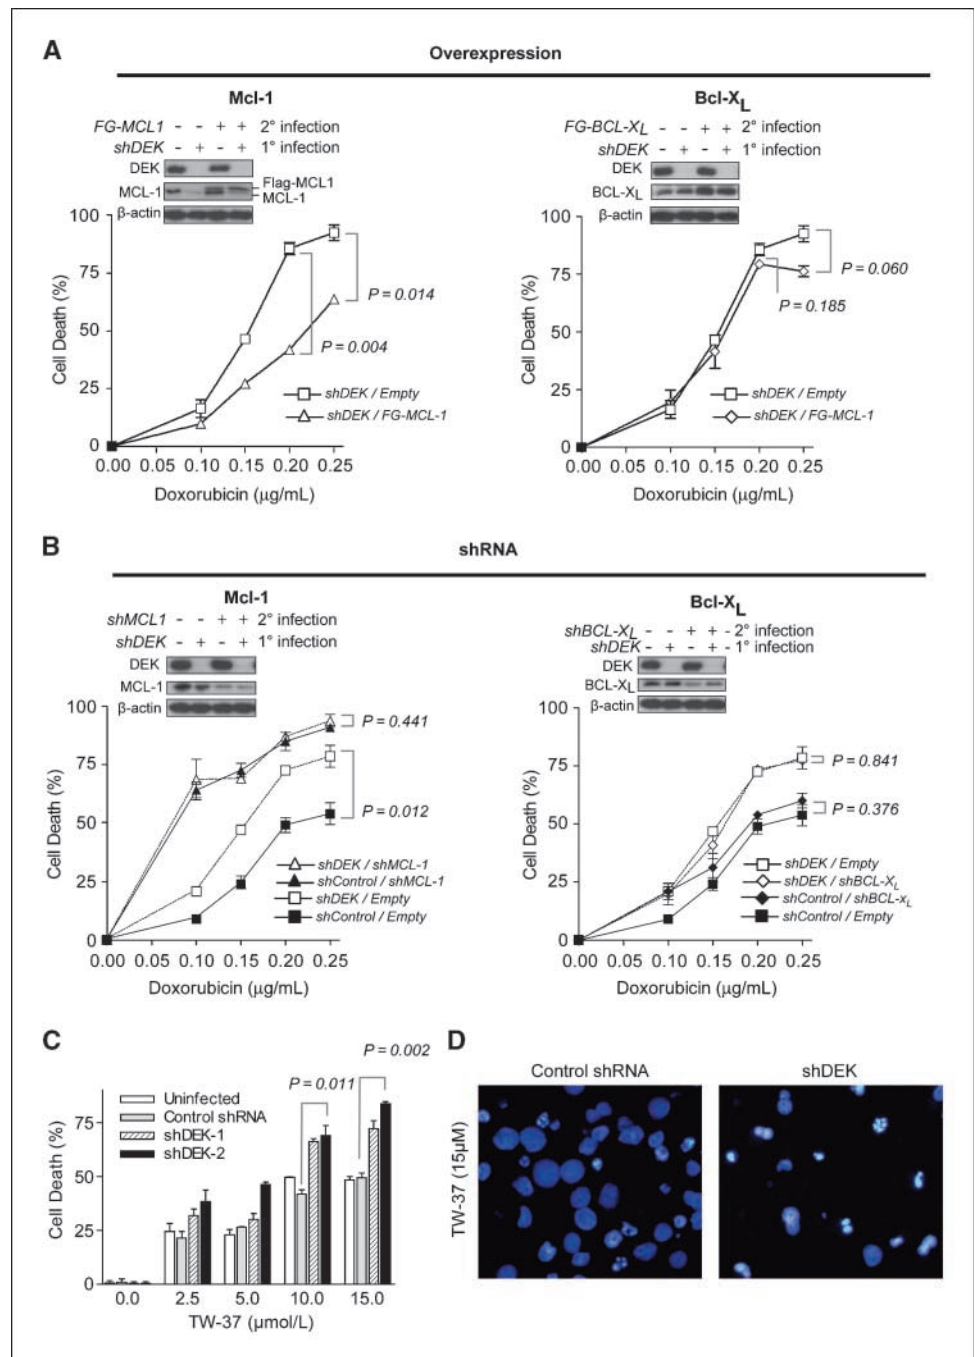 A
Overexpression
Mcl-1
FG-MCL1 - - + + 2° infection
shDEK - + - + 1° infection
DEK
MCL-1
Flag-MCL1
MCL-1
β-actin
100
75
50
25
0
Cell Death (%)
P = 0.014
P = 0.004
shDEK / Empty
shDEK / FG-MCL-1
0.00 0.05 0.10 0.15 0.20 0.25
Doxorubicin (µg/mL)
Bcl-XL
FG-BCL-XL - - + + 2° infection
shDEK - + - + 1° infection
DEK
BCL-XL
β-actin
100
75
50
25
0
Cell Death (%)
P = 0.060
P = 0.185
shDEK / Empty
shDEK / FG-MCL-1
0.00 0.05 0.10 0.15 0.20 0.25
Doxorubicin (µg/mL)
B
shRNA
Mcl-1
shMCL1 - - + + 2° infection
shDEK - + - + 1° infection
DEK
MCL-1
β-actin
100
75
50
25
0
Cell Death (%)
P = 0.441
P = 0.012
shDEK / shMCL-1
shControl / shMCL-1
shDEK / Empty
shControl / Empty
0.00 0.05 0.10 0.15 0.20 0.25
Doxorubicin (µg/mL)
Bcl-XL
shBCL-XL - - + + - 2° infection
shDEK - + - + - 1° infection
DEK
BCL-XL
β-actin
100
75
50
25
0
Cell Death (%)
P = 0.841
P = 0.376
shDEK / Empty
shDEK / shBCL-XL
shControl / shBCL-xL
shControl / Empty
0.00 0.05 0.10 0.15 0.20 0.25
Doxorubicin (µg/mL)
C
P = 0.002
P = 0.011
Uninfected
Control shRNA
shDEK-1
shDEK-2
75
50
25
0
Cell Death (%)
0.0 2.5 5.0 10.0 15.0
TW-37 (µmol/L)
D
Control shRNA shDEK
TW-37 (15µM)